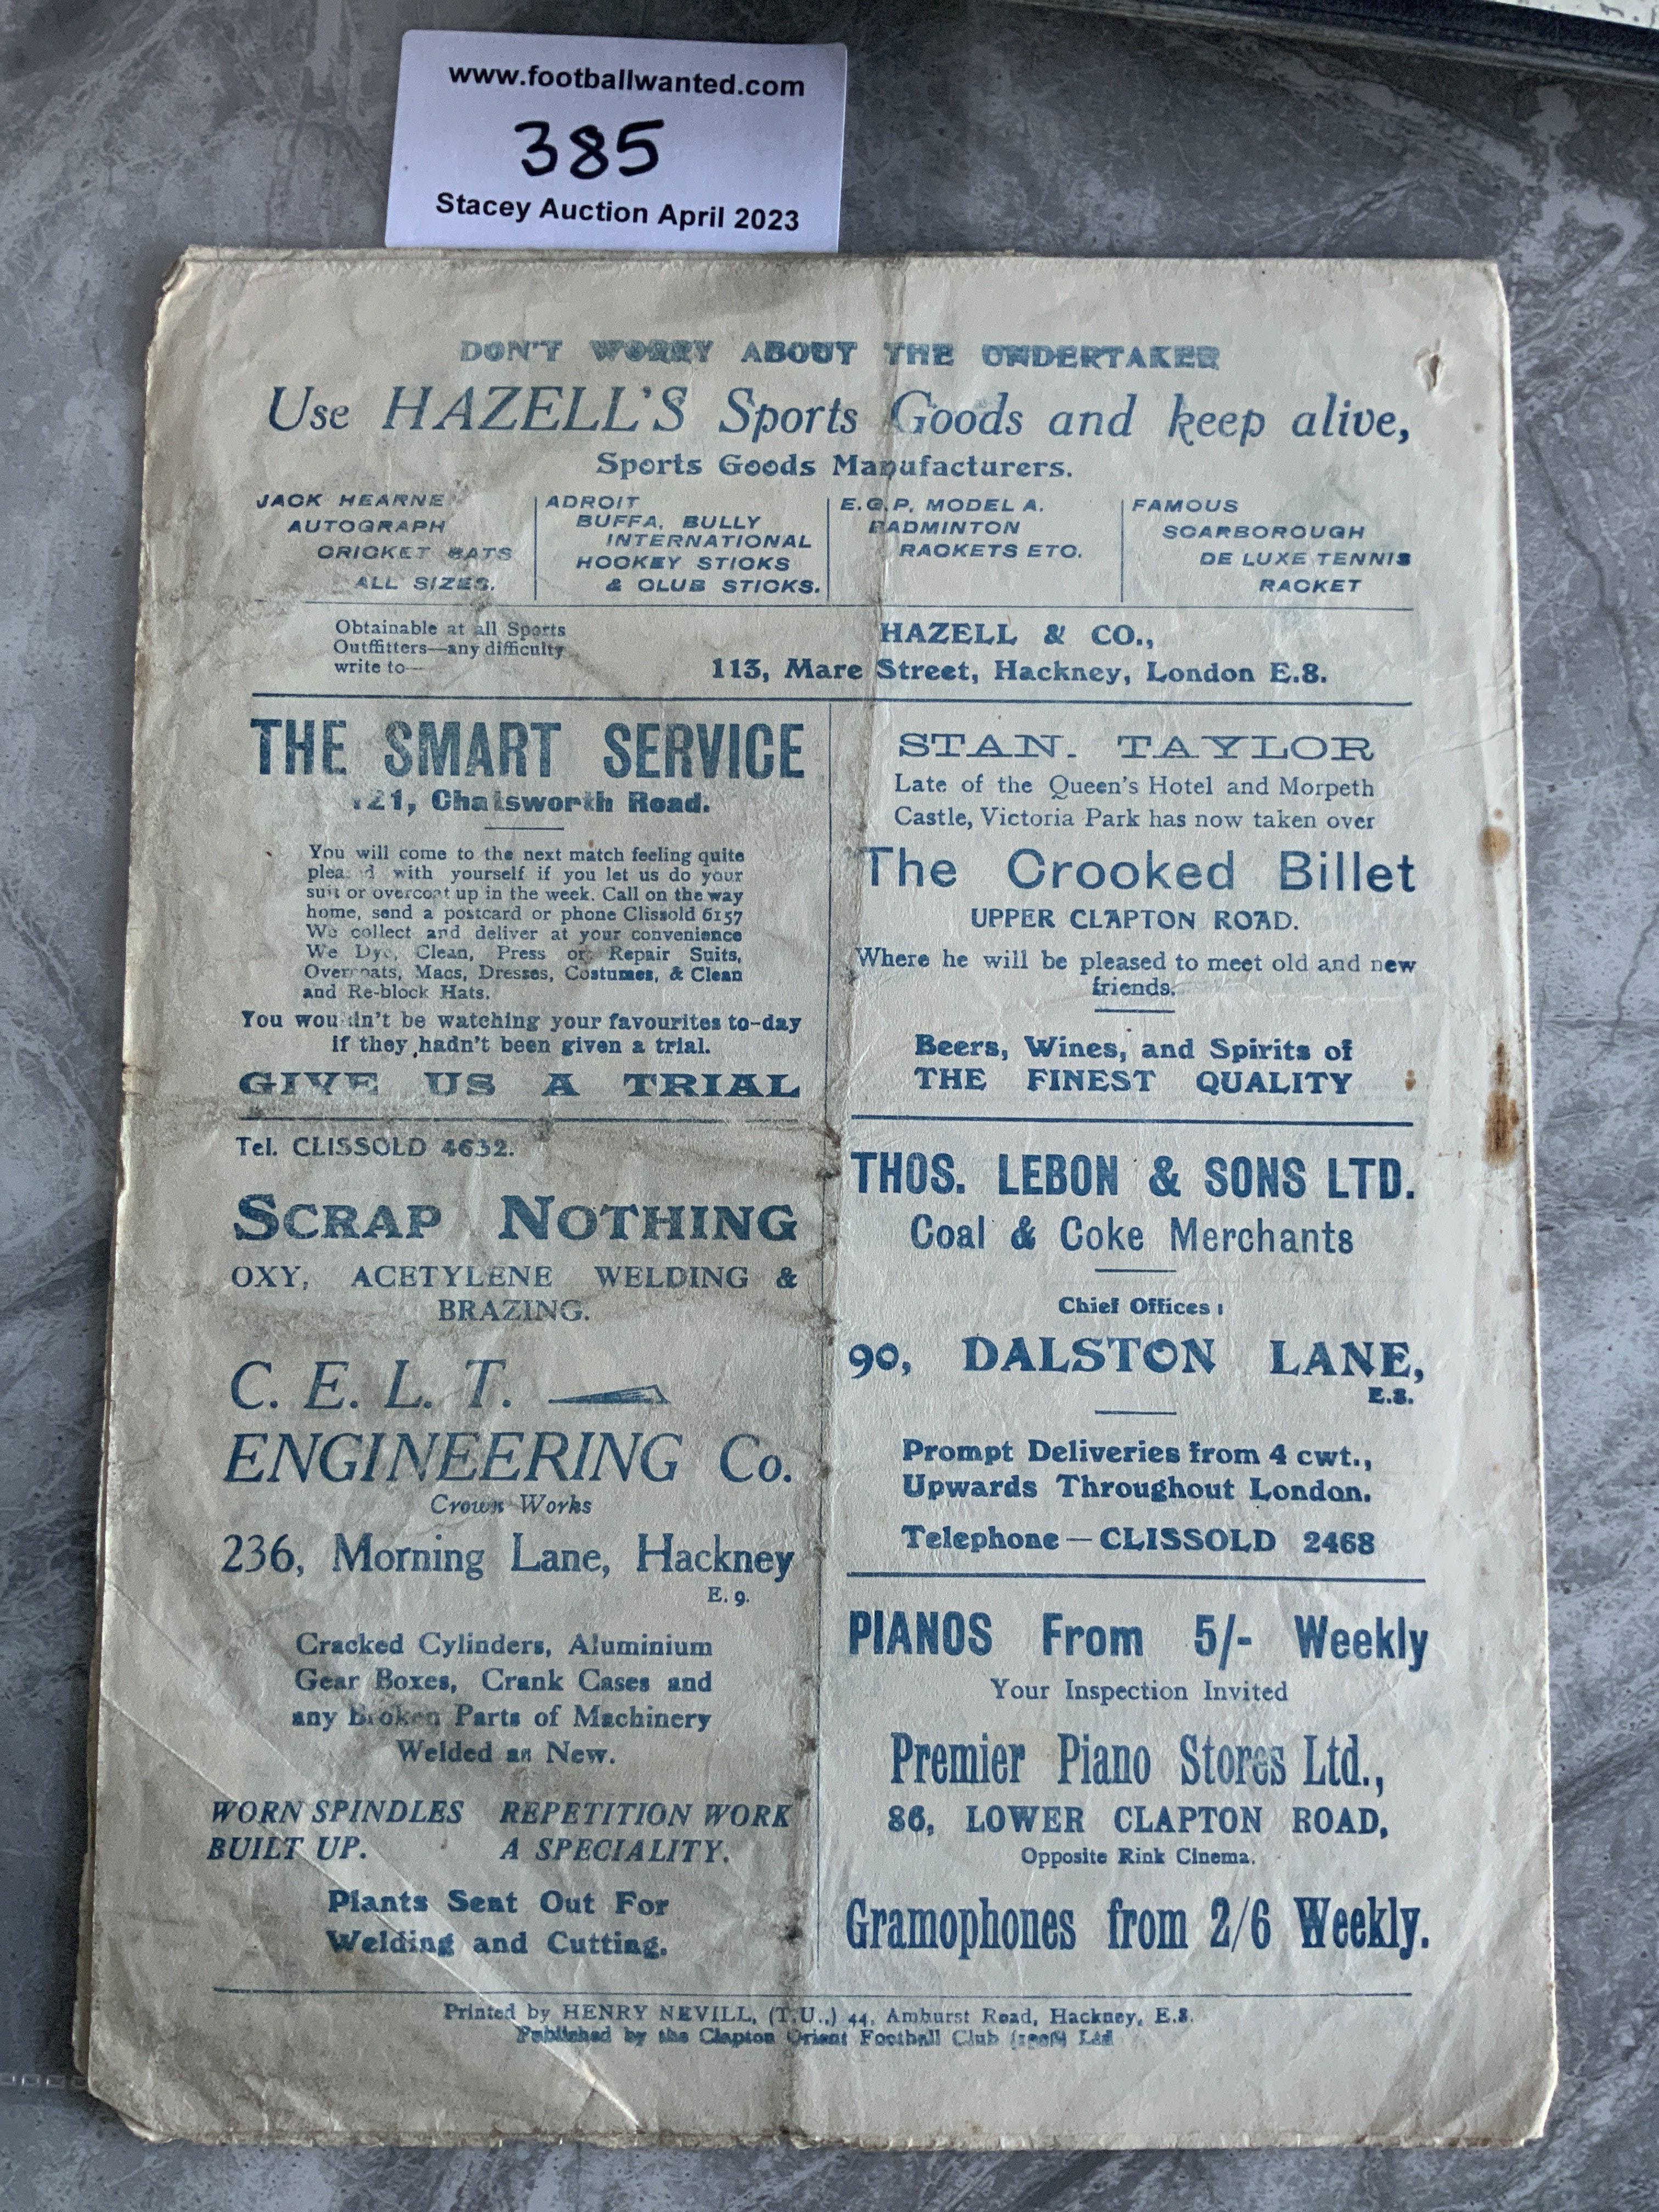 www.footballwanted.com
385
Stacey Auction April 2023
DON'T WORRY ABOUT THE UNDERTAKER
Use HAZELL'S Sports Goods and keep alive,
Sports Goods Manufacturers.
JACK HEARNE
AUTOGRAPH
CRICKET BATS
ALL SIZES.
ADROIT
BUFFA, BULLY
INTERNATIONAL
HOCKEY STICKS
& CLUB STICKS.
E.G.P. MODEL A.
BADMINTON
RACKETS ETC.
FAMOUS
SCARBOROUGH
DE LUXE TENNIS
RACKET
Obtainable at all Sports
Outffitters—any difficulty
write to—
HAZELL & CO.,
113, Mare Street, Hackney, London E.8.
THE SMART SERVICE
121, Chatsworth Road.
You will come to the next match feeling quite
pleased with yourself if you let us do your
suit or overcoat up in the week. Call on the way
home, send a postcard or phone Clissold 6157
We collect and deliver at your convenience
We Dye, Clean, Press or Repair Suits,
Overcoats, Macs, Dresses, Costumes, & Clean
and Re-block Hats.
You wouldn't be watching your favourites to-day
if they hadn't been given a trial.
GIVE US A TRIAL
Tel. CLISSOLD 4632.
SCRAP NOTHING
OXY, ACETYLENE WELDING &
BRAZING.
C. E. L. T.
ENGINEERING Co.
Crown Works
236, Morning Lane, Hackney
E. 9.
Cracked Cylinders, Aluminium
Gear Boxes, Crank Cases and
any Broken Parts of Machinery
Welded as New.
WORN SPINDLES
BUILT UP.
REPETITION WORK
A SPECIALITY.
Plants Sent Out For
Welding and Cutting.
STAN. TAYLOR
Late of the Queen's Hotel and Morpeth
Castle, Victoria Park has now taken over
The Crooked Billet
UPPER CLAPTON ROAD.
Where he will be pleased to meet old and new
friends.
Beers, Wines, and Spirits of
THE FINEST QUALITY
THOS. LEBON & SONS LTD.
Coal & Coke Merchants
Chief Offices:
90, DALSTON LANE,
E.8.
Prompt Deliveries from 4 cwt.,
Upwards Throughout London.
Telephone — CLISSOLD 2468
PIANOS From 5/- Weekly
Your Inspection Invited
Premier Piano Stores Ltd.,
86, LOWER CLAPTON ROAD,
Opposite Rink Cinema.
Gramophones from 2/6 Weekly.
Printed by HENRY NEVILL, (T.U.,) 44, Amhurst Road, Hackney, E.8.
Published by the Clapton Orient Football Club Ltd